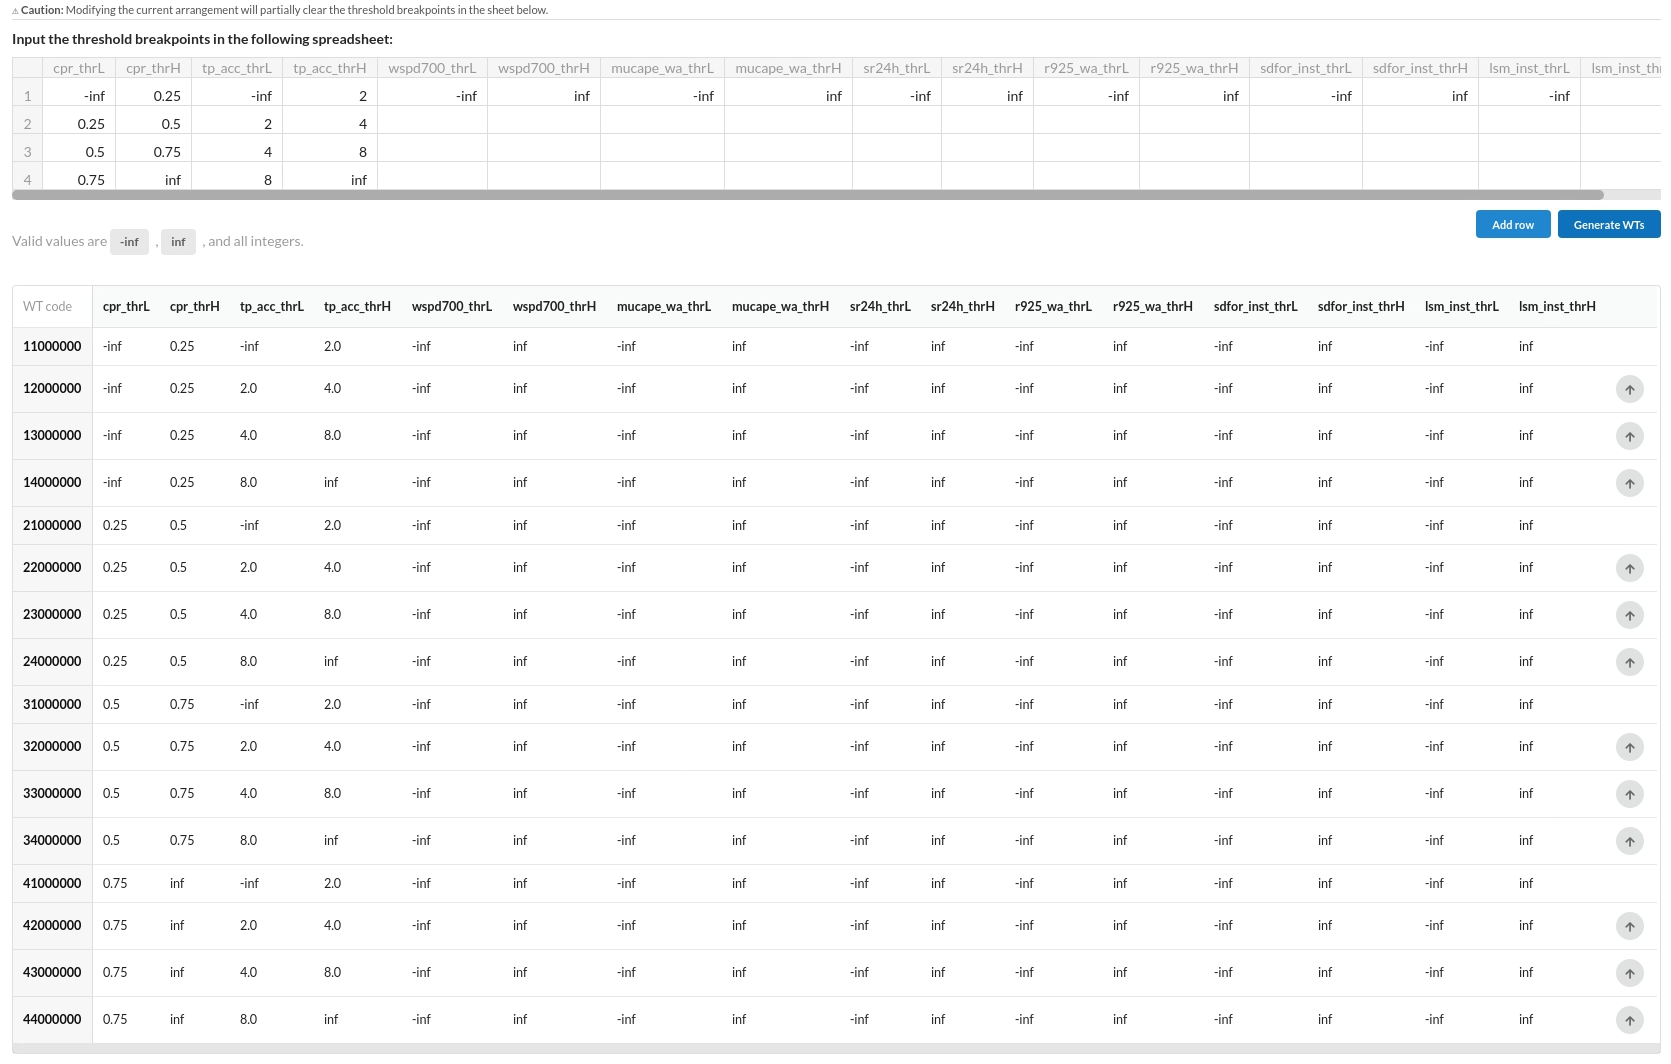 ⚠ Caution: Modifying the current arrangement will partially clear the threshold breakpoints in the sheet below.
Input the threshold breakpoints in the following spreadsheet:
cpr_thrL cpr_thrH tp_acc_thrL tp_acc_thrH wspd700_thrL wspd700_thrH mucape_wa_thrL mucape_wa_thrH sr24h_thrL sr24h_thrH r925_wa_thrL r925_wa_thrH sdfor_inst_thrL sdfor_inst_thrH lsm_inst_thrL lsm_inst_thr
1 -inf 0.25 -inf 2 -inf inf -inf inf -inf inf -inf inf -inf inf -inf
2 0.25 0.5 2 4
3 0.5 0.75 4 8
4 0.75 inf 8 inf
Add row Generate WTs
Valid values are -inf , inf , and all integers.
WT code cpr_thrL cpr_thrH tp_acc_thrL tp_acc_thrH wspd700_thrL wspd700_thrH mucape_wa_thrL mucape_wa_thrH sr24h_thrL sr24h_thrH r925_wa_thrL r925_wa_thrH sdfor_inst_thrL sdfor_inst_thrH lsm_inst_thrL lsm_inst_thrH
11000000 -inf 0.25 -inf 2.0 -inf inf -inf inf -inf inf -inf inf -inf inf -inf inf
12000000 -inf 0.25 2.0 4.0 -inf inf -inf inf -inf inf -inf inf -inf inf -inf inf
13000000 -inf 0.25 4.0 8.0 -inf inf -inf inf -inf inf -inf inf -inf inf -inf inf
14000000 -inf 0.25 8.0 inf -inf inf -inf inf -inf inf -inf inf -inf inf -inf inf
21000000 0.25 0.5 -inf 2.0 -inf inf -inf inf -inf inf -inf inf -inf inf -inf inf
22000000 0.25 0.5 2.0 4.0 -inf inf -inf inf -inf inf -inf inf -inf inf -inf inf
23000000 0.25 0.5 4.0 8.0 -inf inf -inf inf -inf inf -inf inf -inf inf -inf inf
24000000 0.25 0.5 8.0 inf -inf inf -inf inf -inf inf -inf inf -inf inf -inf inf
31000000 0.5 0.75 -inf 2.0 -inf inf -inf inf -inf inf -inf inf -inf inf -inf inf
32000000 0.5 0.75 2.0 4.0 -inf inf -inf inf -inf inf -inf inf -inf inf -inf inf
33000000 0.5 0.75 4.0 8.0 -inf inf -inf inf -inf inf -inf inf -inf inf -inf inf
34000000 0.5 0.75 8.0 inf -inf inf -inf inf -inf inf -inf inf -inf inf -inf inf
41000000 0.75 inf -inf 2.0 -inf inf -inf inf -inf inf -inf inf -inf inf -inf inf
42000000 0.75 inf 2.0 4.0 -inf inf -inf inf -inf inf -inf inf -inf inf -inf inf
43000000 0.75 inf 4.0 8.0 -inf inf -inf inf -inf inf -inf inf -inf inf -inf inf
44000000 0.75 inf 8.0 inf -inf inf -inf inf -inf inf -inf inf -inf inf -inf inf